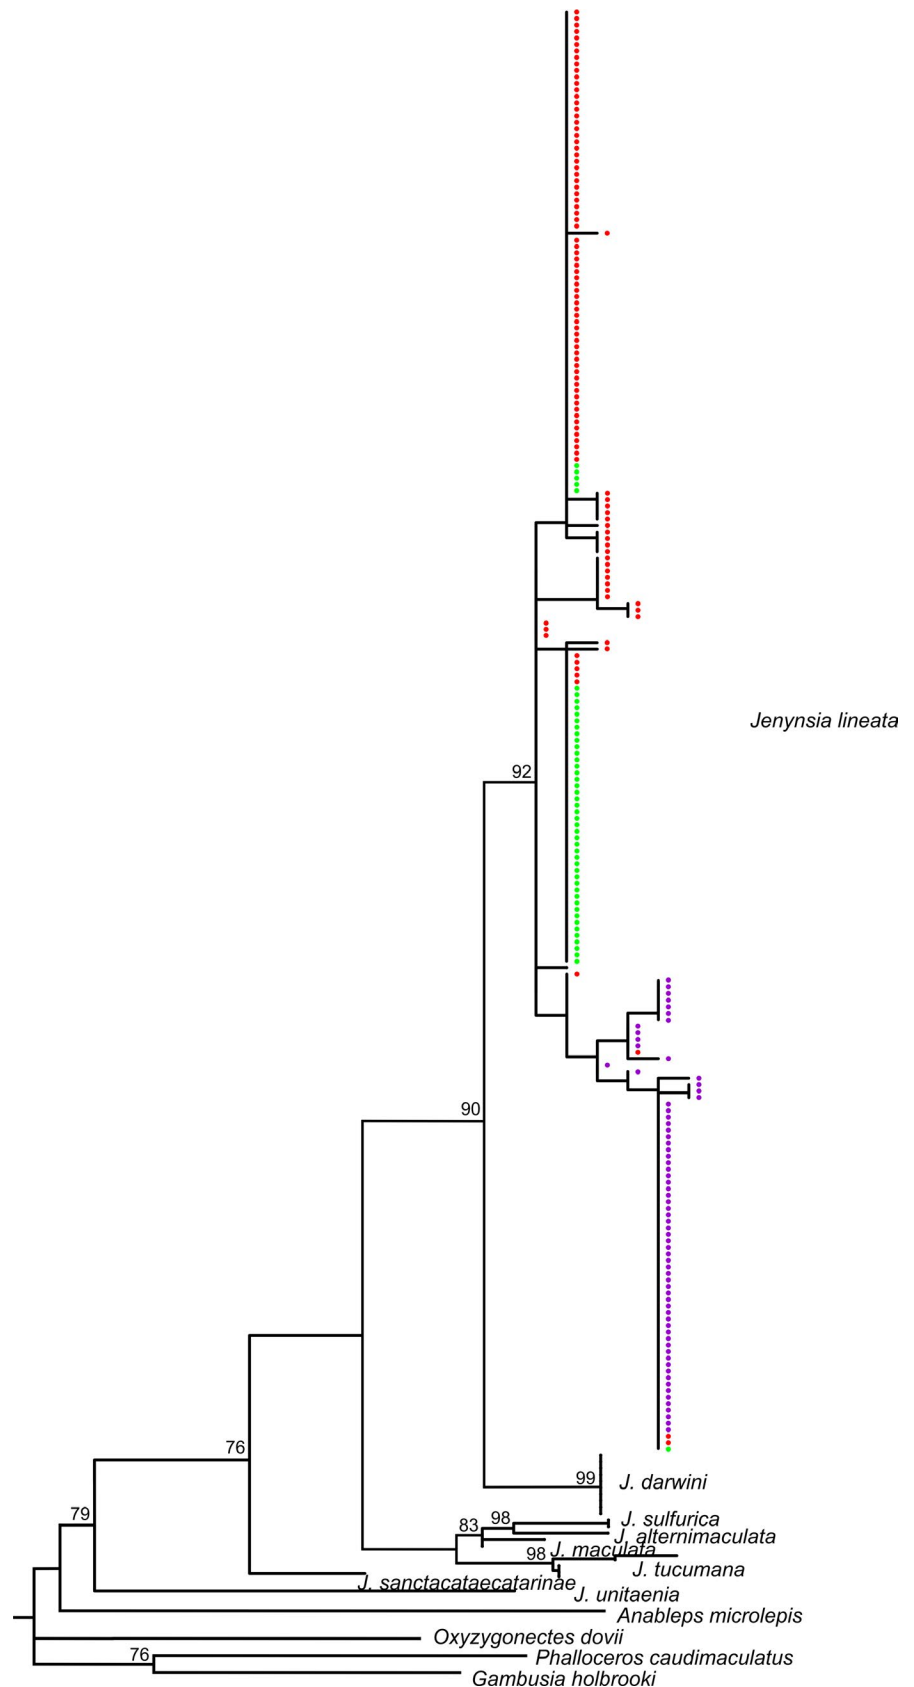 Jenynsia lineata
92
90
76
99
J. darwini
79
98
J. sulfurica
83
J. alternimaculata
J. maculata
98
J. tucumana
J. sanctacataecatarinae
J. unitaenia
Anableps microlepis
Oxyzygonectes dovii
76
Phalloceros caudimaculatus
Gambusia holbrooki